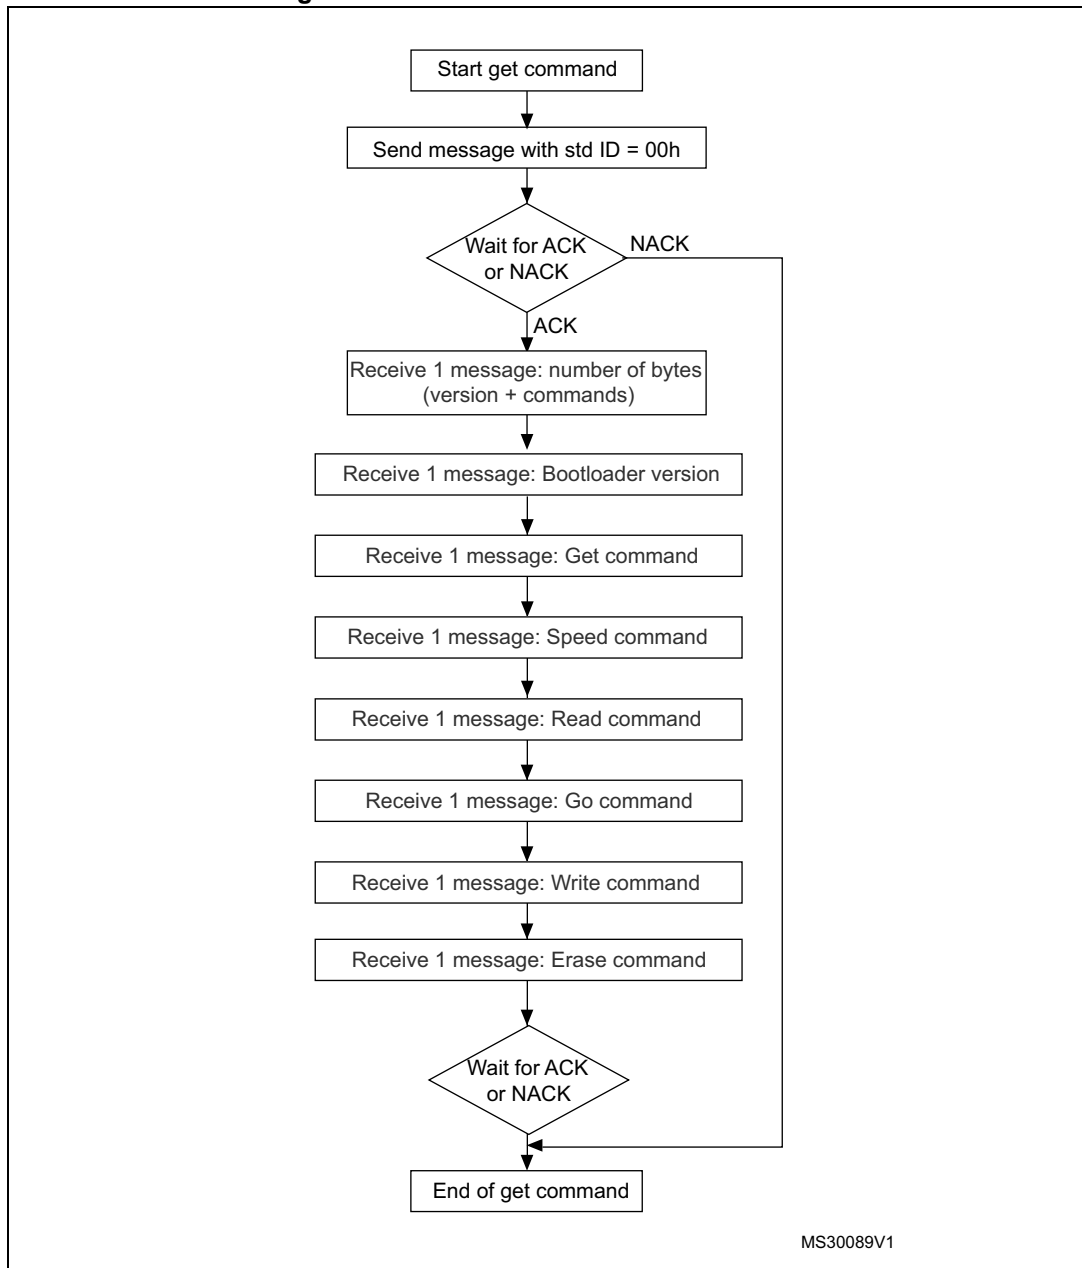 Start get command
Send message with std ID = 00h
Wait for ACK
or NACK
NACK
ACK
Receive 1 message: number of bytes
(version + commands)
Receive 1 message: Bootloader version
Receive 1 message: Get command
Receive 1 message: Speed command
Receive 1 message: Read command
Receive 1 message: Go command
Receive 1 message: Write command
Receive 1 message: Erase command
Wait for ACK
or NACK
End of get command
MS30089V1